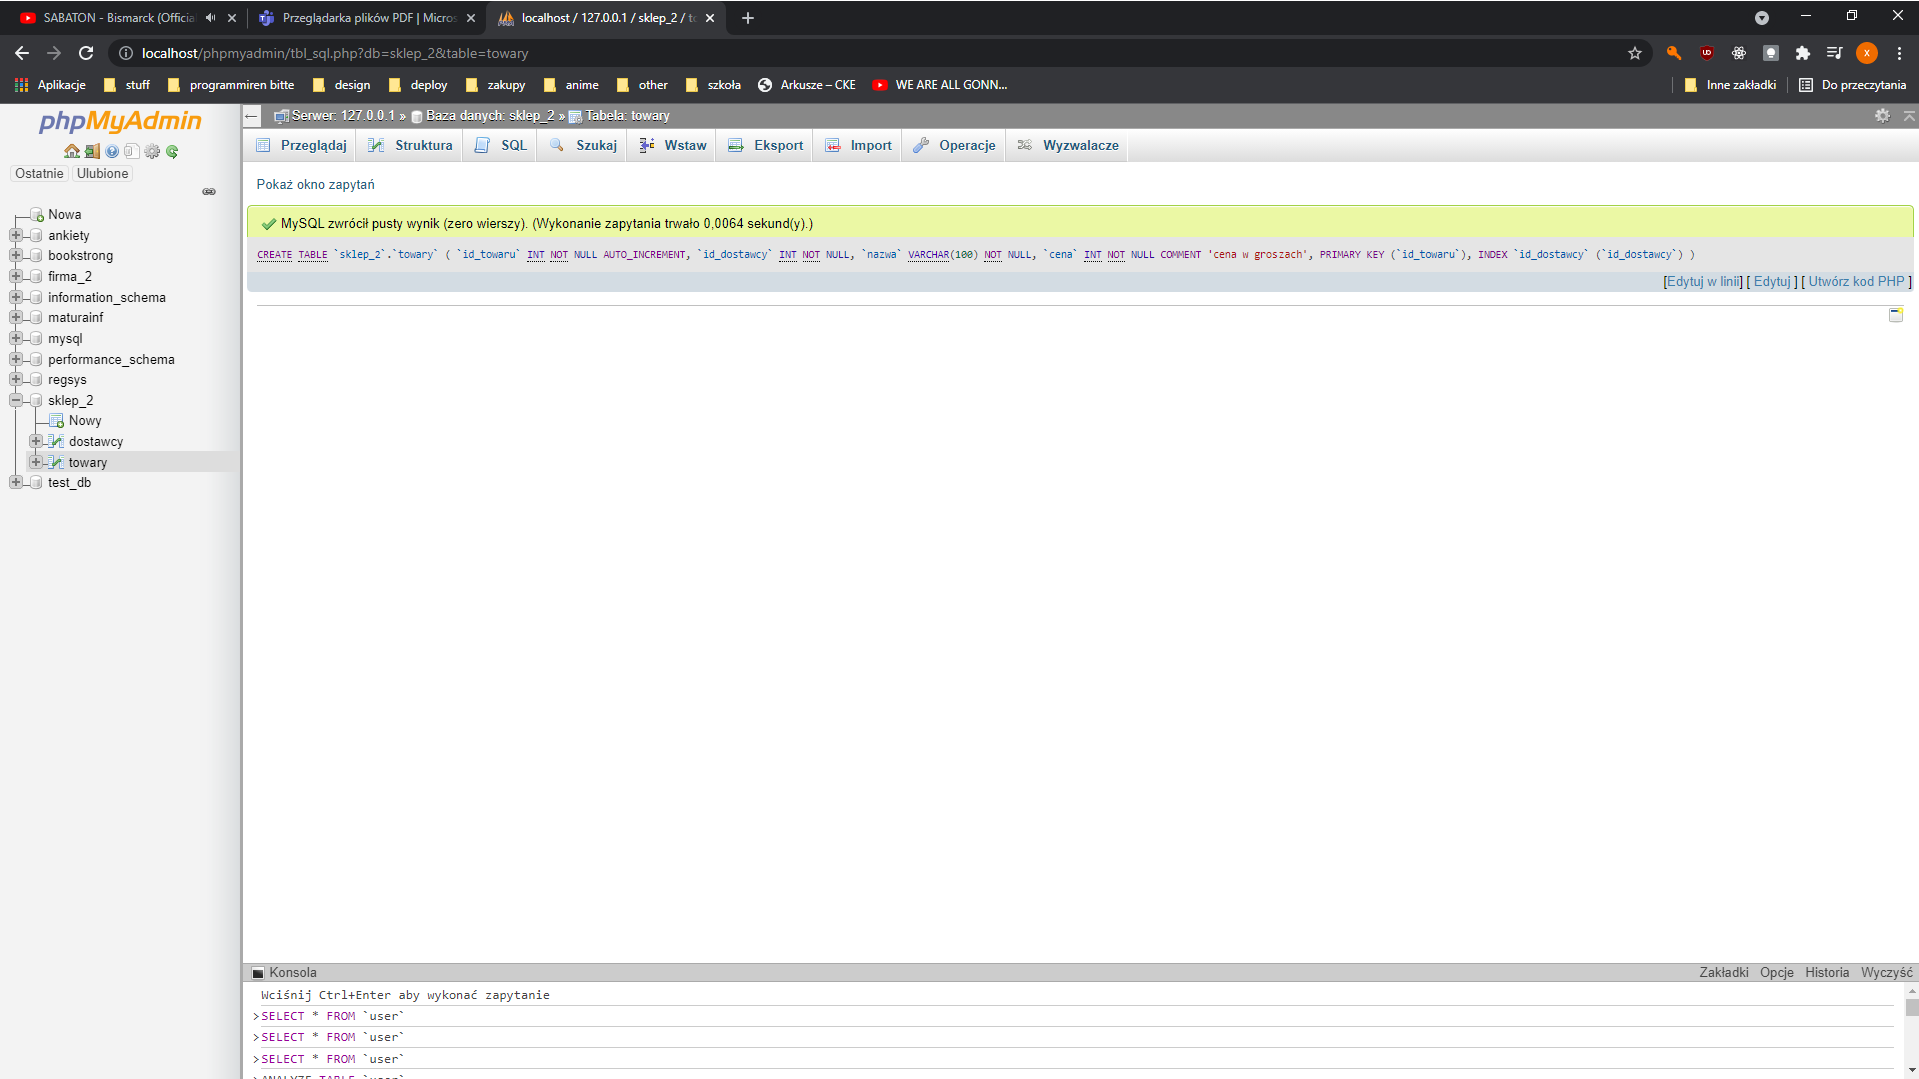 SABATON - Bismarck (Official
Przeglądarka plików PDF | Micros
localhost / 127.0.0.1 / sklep_2 / to
localhost/phpmyadmin/tbl_sql.php?db=sklep_2&table=towary
Aplikacje
stuff
programmiren bitte
design
deploy
zakupy
anime
other
szkoła
Arkusze – CKE
WE ARE ALL GONN...
Inne zakładki
Do przeczytania
phpMyAdmin
Ostatnie
Ulubione
Nowa
ankiety
bookstrong
firma_2
information_schema
maturainf
mysql
performance_schema
regsys
sklep_2
Nowy
dostawcy
towary
test_db
Serwer: 127.0.0.1 » Baza danych: sklep_2 » Tabela: towary
Przeglądaj
Struktura
SQL
Szukaj
Wstaw
Eksport
Import
Operacje
Wyzwalacze
Pokaż okno zapytań
MySQL zwrócił pusty wynik (zero wierszy). (Wykonanie zapytania trwało 0,0064 sekund(y).)
CREATE TABLE `sklep_2`.`towary` ( `id_towaru` INT NOT NULL AUTO_INCREMENT, `id_dostawcy` INT NOT NULL, `nazwa` VARCHAR(100) NOT NULL, `cena` INT NOT NULL COMMENT 'cena w groszach', PRIMARY KEY (`id_towaru`), INDEX `id_dostawcy` (`id_dostawcy`) )
[Edytuj w linii] [ Edytuj ] [ Utwórz kod PHP ]
Konsola
Zakładki
Opcje
Historia
Wyczyść
Wciśnij Ctrl+Enter aby wykonać zapytanie
>SELECT * FROM `user`
>SELECT * FROM `user`
>SELECT * FROM `user`
>ANALYZE TABLE `user`